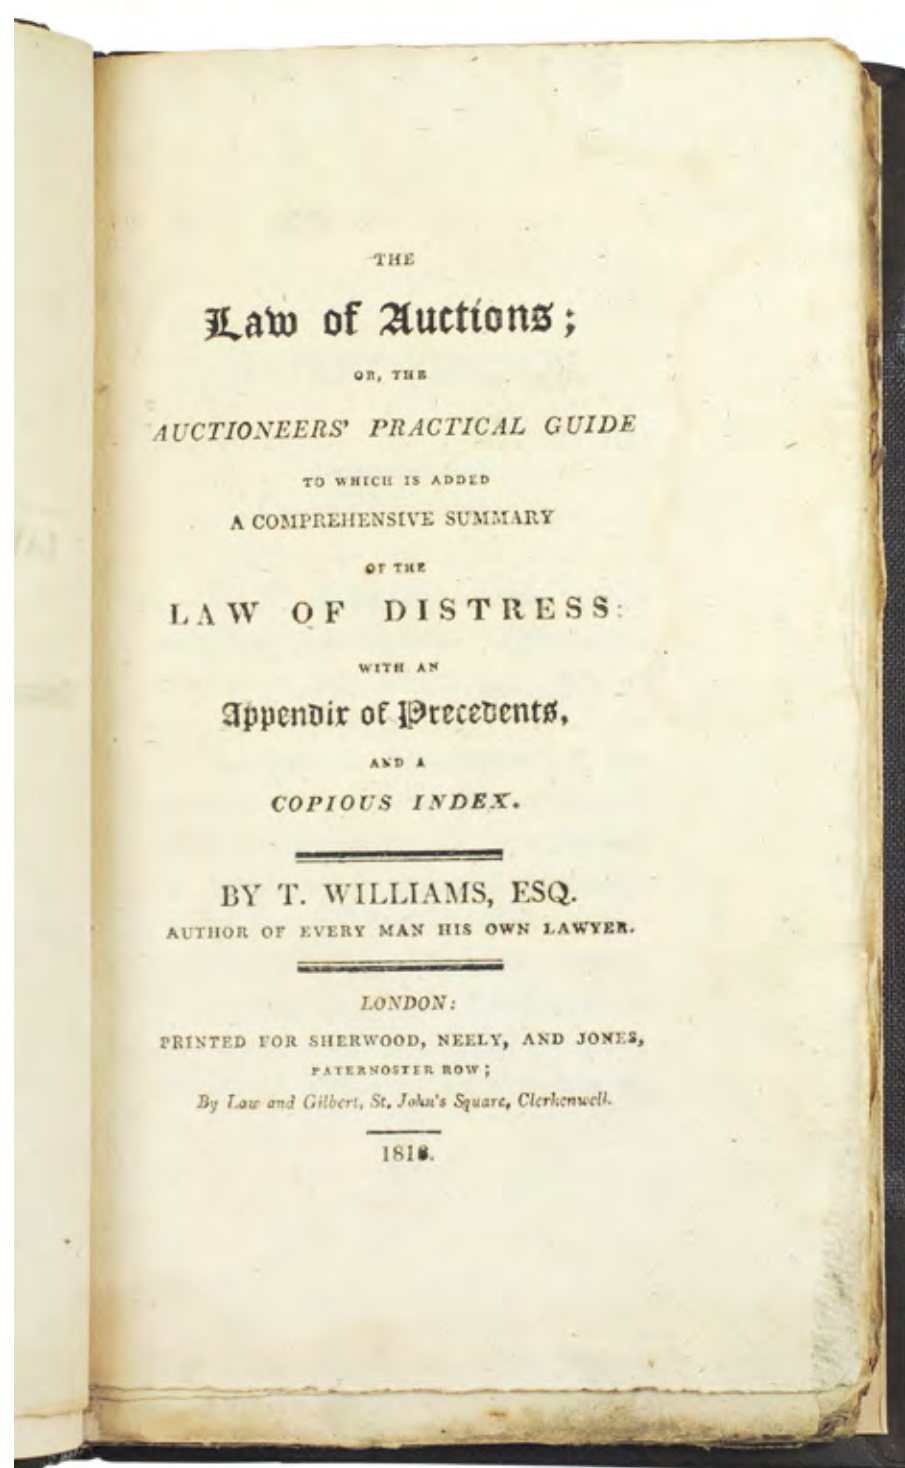 THE
Law of Auctions;
OR, THE
AUCTIONEERS' PRACTICAL GUIDE
TO WHICH IS ADDED
A COMPREHENSIVE SUMMARY
OF THE
LAW OF DISTRESS:
WITH AN
Appendix of Precedents,
AND A
COPIOUS INDEX.
BY T. WILLIAMS, ESQ.
AUTHOR OF EVERY MAN HIS OWN LAWYER.
LONDON:
PRINTED FOR SHERWOOD, NEELY, AND JONES,
PATERNOSTER ROW;
By Law and Gilbert, St. John's Square, Clerkenwell.